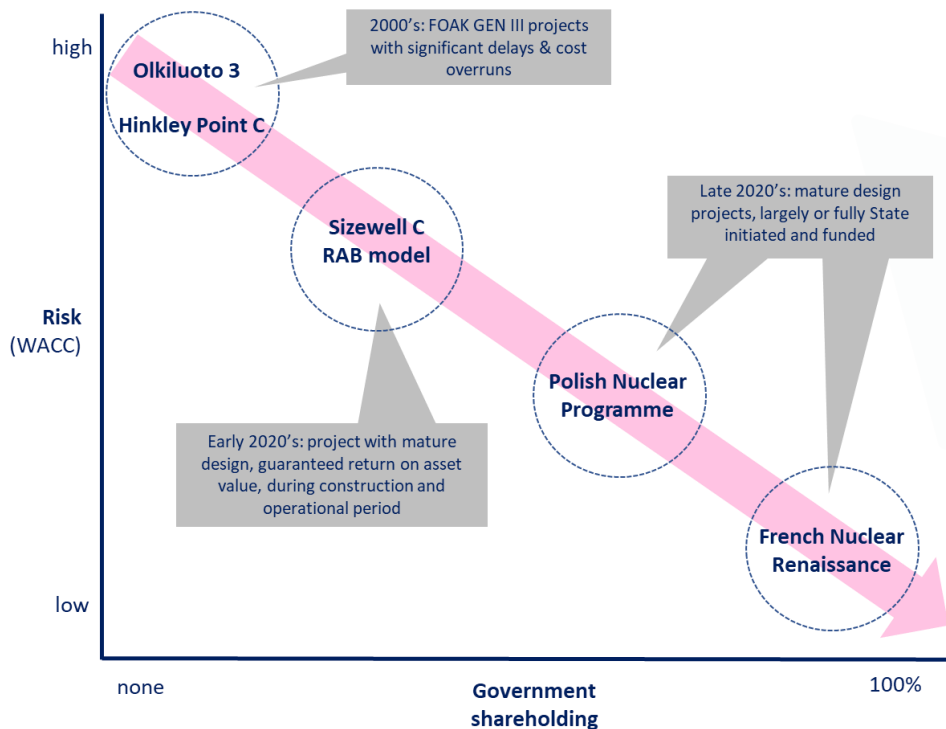 high
2000's: FOAK GEN III projects
with significant delays & cost
overruns
Olkiluoto 3
Hinkley Point C
Late 2020's: mature design
projects, largely or fully State
initiated and funded
Sizewell C
RAB model
Risk
(WACC)
Polish Nuclear
Programme
Early 2020's: project with mature
design, guaranteed return on asset
value, during construction and
operational period
French Nuclear
Renaissance
low
none
Government
shareholding
100%